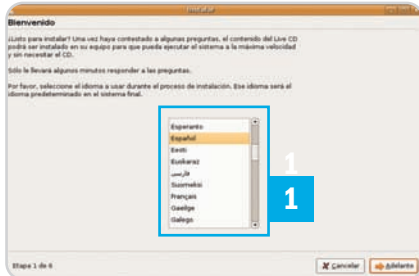 Instalar
Bienvenido
¿Listo para instalar? Una vez haya contestado a algunas preguntas, el contenido del Live CD
podrá ser instalado en su equipo para que pueda ejecutar el sistema a la máxima velocidad
y sin necesitar el CD.
Sólo le llevará algunos minutos responder a las preguntas.
Por favor, seleccione el idioma a usar durante el proceso de instalación. Ese idioma será el
idioma predeterminado en el sistema final.
Esperanto
Español
Eesti
Euskaraz
فارسی
Suomeksi
Français
Gaeilge
Galego
1
1
Etapa 1 de 6
Cancelar
Adelante